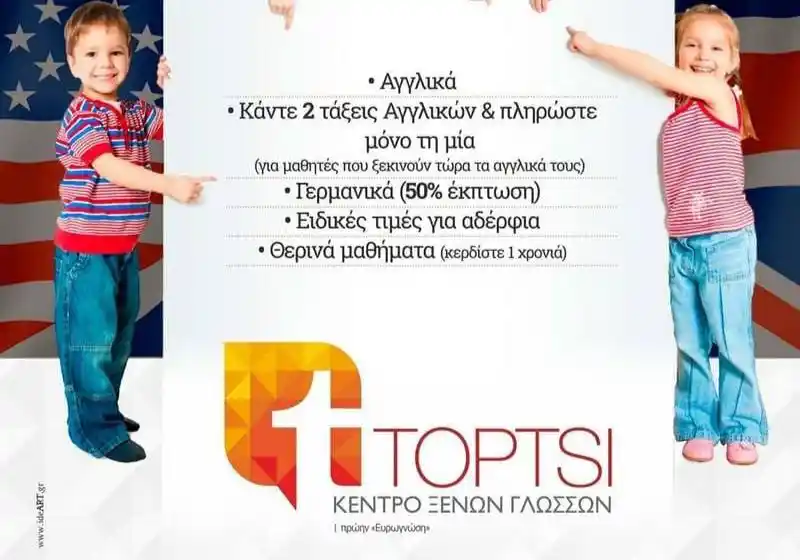 • Αγγλικά
• Κάντε 2 τάξεις Αγγλικών & πληρώστε
μόνο τη μία
(για μαθητές που ξεκινούν τώρα τα αγγλικά τους)
• Γερμανικά (50% έκπτωση)
• Ειδικές τιμές για αδέρφια
• Θερινά μαθήματα (κερδίστε 1 χρονιά)
TOPTSI
ΚΕΝΤΡΟ ΞΕΝΩΝ ΓΛΩΣΣΩΝ
| πρώην «Ευρωγνώση»
www.ideART.gr